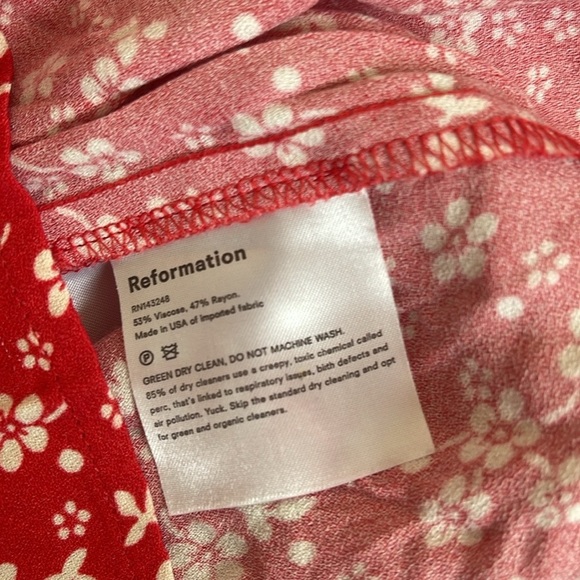 Reformation
RN143248
53% Viscose, 47% Rayon.
Made in USA of imported fabric
P
GREEN DRY CLEAN, DO NOT MACHINE WASH.
85% of dry cleaners use a creepy, toxic chemical called
perc, that's linked to respiratory issues, birth defects and
air pollution. Yuck. Skip the standard dry cleaning and opt
for green and organic cleaners.